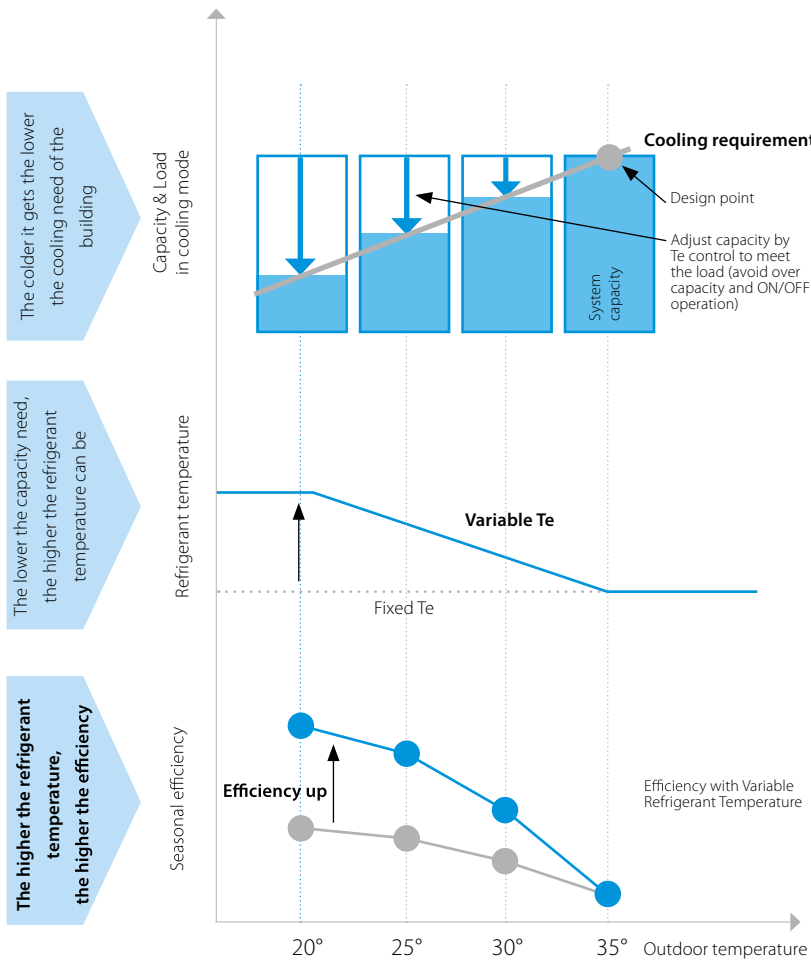 The colder it gets the lower
the cooling need of the
building
Capacity & Load
in cooling mode
Cooling requirement
Design point
Adjust capacity by
Te control to meet
the load (avoid over
capacity and ON/OFF
operation)
System
capacity
The lower the capacity need,
the higher the refrigerant
temperature can be
Refrigerant temperature
Variable Te
Fixed Te
The higher the refrigerant
temperature,
the higher the efficiency
Seasonal efficiency
Efficiency up
Efficiency with Variable
Refrigerant Temperature
20° 25° 30° 35° Outdoor temperature